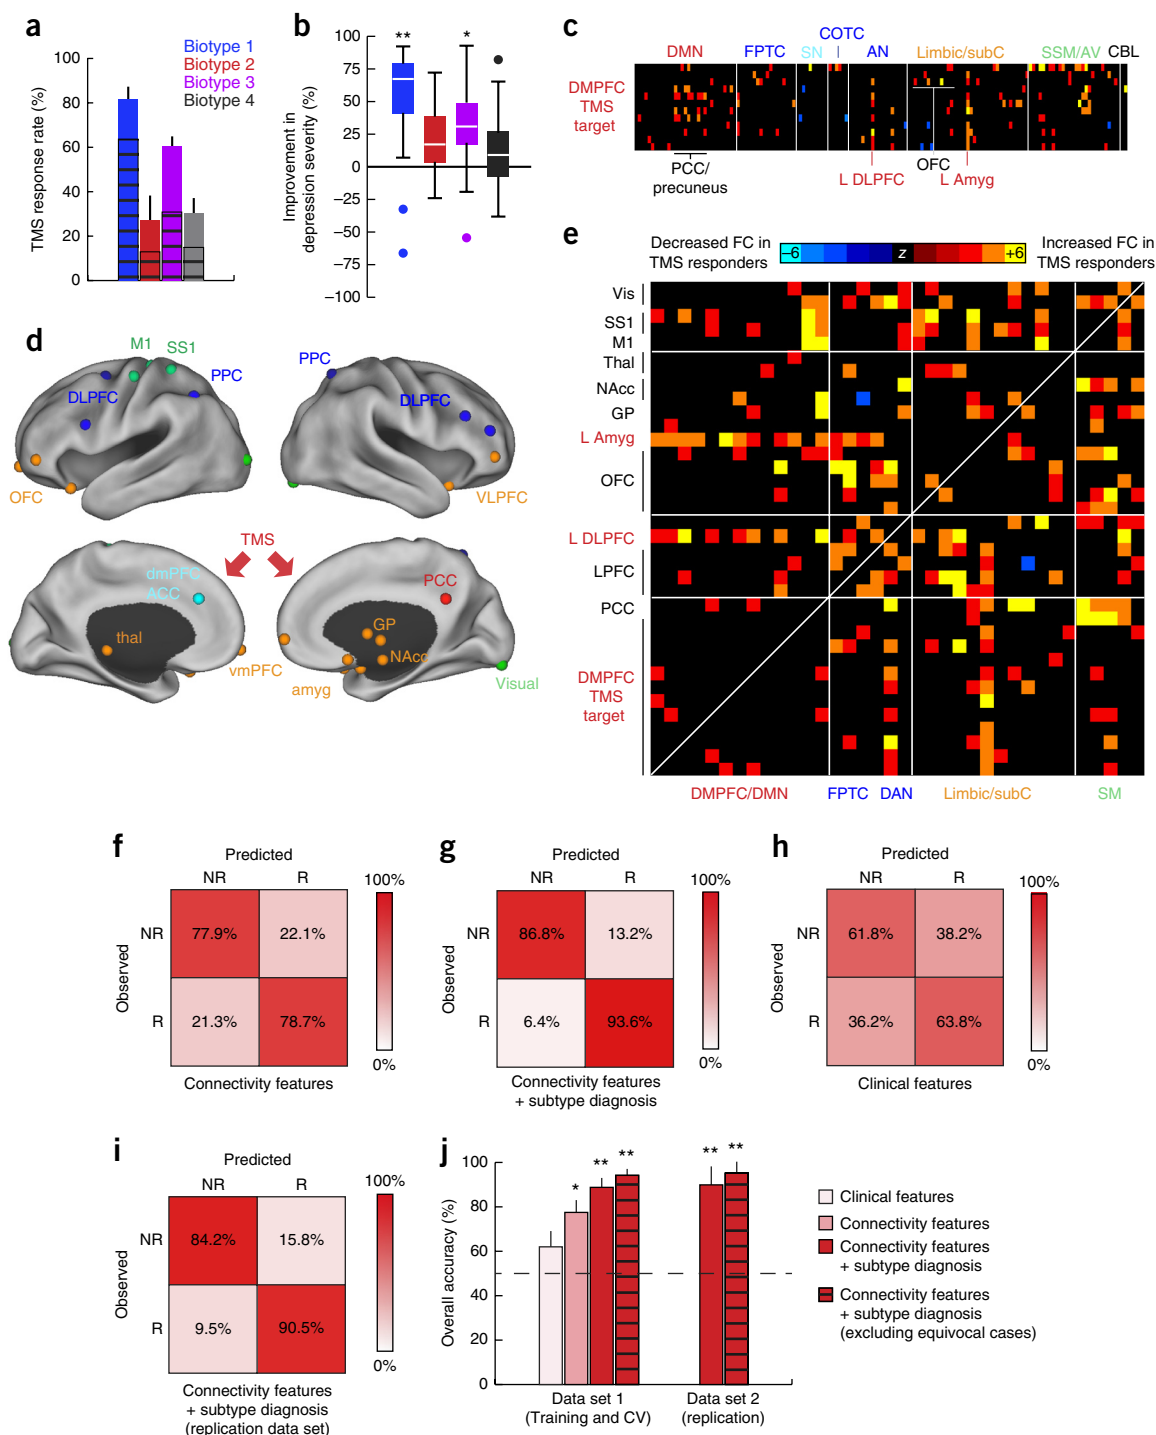 a
TMS response rate (%)
100
80
60
40
20
0
Biotype 1
Biotype 2
Biotype 3
Biotype 4
b
Improvement in
depression severity (%)
100
75
50
25
0
−25
−50
−75
−100
**
*
c
COTC
DMN
FPTC
SN
AN
Limbic/subC
SSM/AV
CBL
DMPFC
TMS
target
PCC/
precuneus
L DLPFC
OFC
L Amyg
d
M1
SS1
PPC
DLPFC
OFC
PPC
DLPFC
VLPFC
TMS
dmPFC
ACC
thal
vmPFC
PCC
GP
NAcc
amyg
Visual
e
Decreased FC in
TMS responders
−6
z
+6
Increased FC in
TMS responders
Vis
SS1
M1
Thal
NAcc
GP
L Amyg
OFC
L DLPFC
LPFC
PCC
DMPFC
TMS
target
DMPFC/DMN
FPTC
DAN
Limbic/subC
SM
f
Predicted
NR
R
Observed
NR
77.9%
22.1%
R
21.3%
78.7%
100%
0%
Connectivity features
g
Predicted
NR
R
Observed
NR
86.8%
13.2%
R
6.4%
93.6%
100%
0%
Connectivity features
+ subtype diagnosis
h
Predicted
NR
R
Observed
NR
61.8%
38.2%
R
36.2%
63.8%
100%
0%
Clinical features
i
Predicted
NR
R
Observed
NR
84.2%
15.8%
R
9.5%
90.5%
100%
0%
Connectivity features
+ subtype diagnosis
(replication data set)
j
Overall accuracy (%)
100
80
60
40
20
0
*
**
**
**
**
Data set 1
(Training and CV)
Data set 2
(replication)
Clinical features
Connectivity features
Connectivity features
+ subtype diagnosis
Connectivity features
+ subtype diagnosis
(excluding equivocal cases)